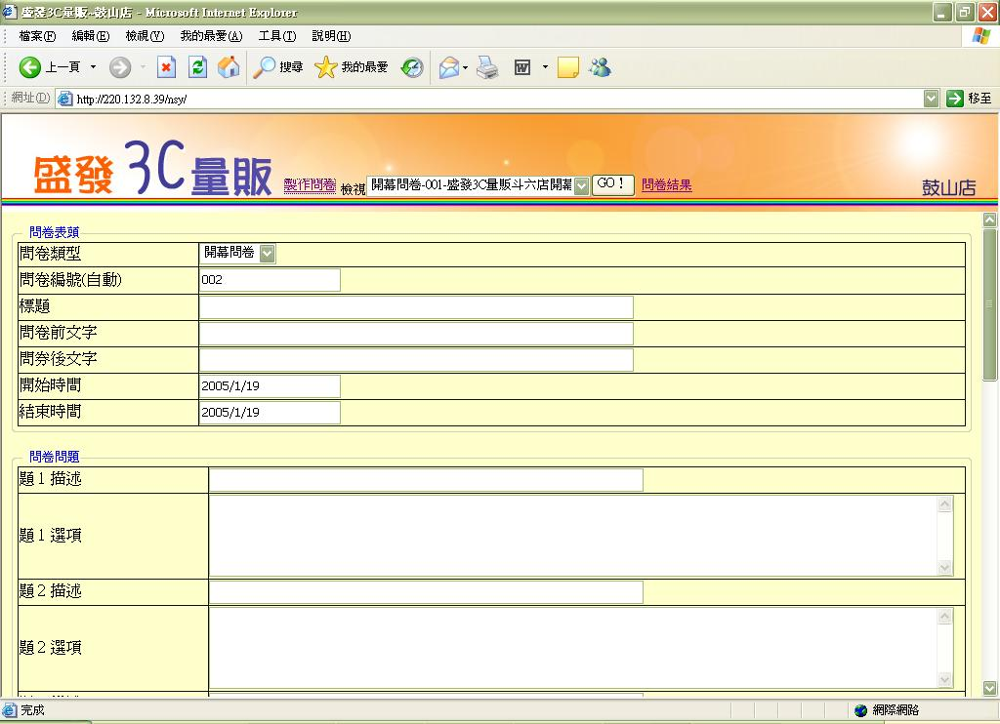 盛發3C量販--鼓山店 - Microsoft Internet Explorer
檔案(F) 編輯(E) 檢視(V) 我的最愛(A) 工具(T) 說明(H)
上一頁 搜尋 我的最愛
網址(D) http://220.132.8.39/nsy/ 移至
盛發3C量販 製作問卷 檢視 開幕問卷-001-盛發3C量販斗六店開幕 GO！ 問卷結果 鼓山店
問卷表頭
問卷類型 開幕問卷
問卷編號(自動) 002
標題
問卷前文字
問券後文字
開始時間 2005/1/19
結束時間 2005/1/19
問卷問題
題１描述
題１選項
題２描述
題２選項
完成 網際網路